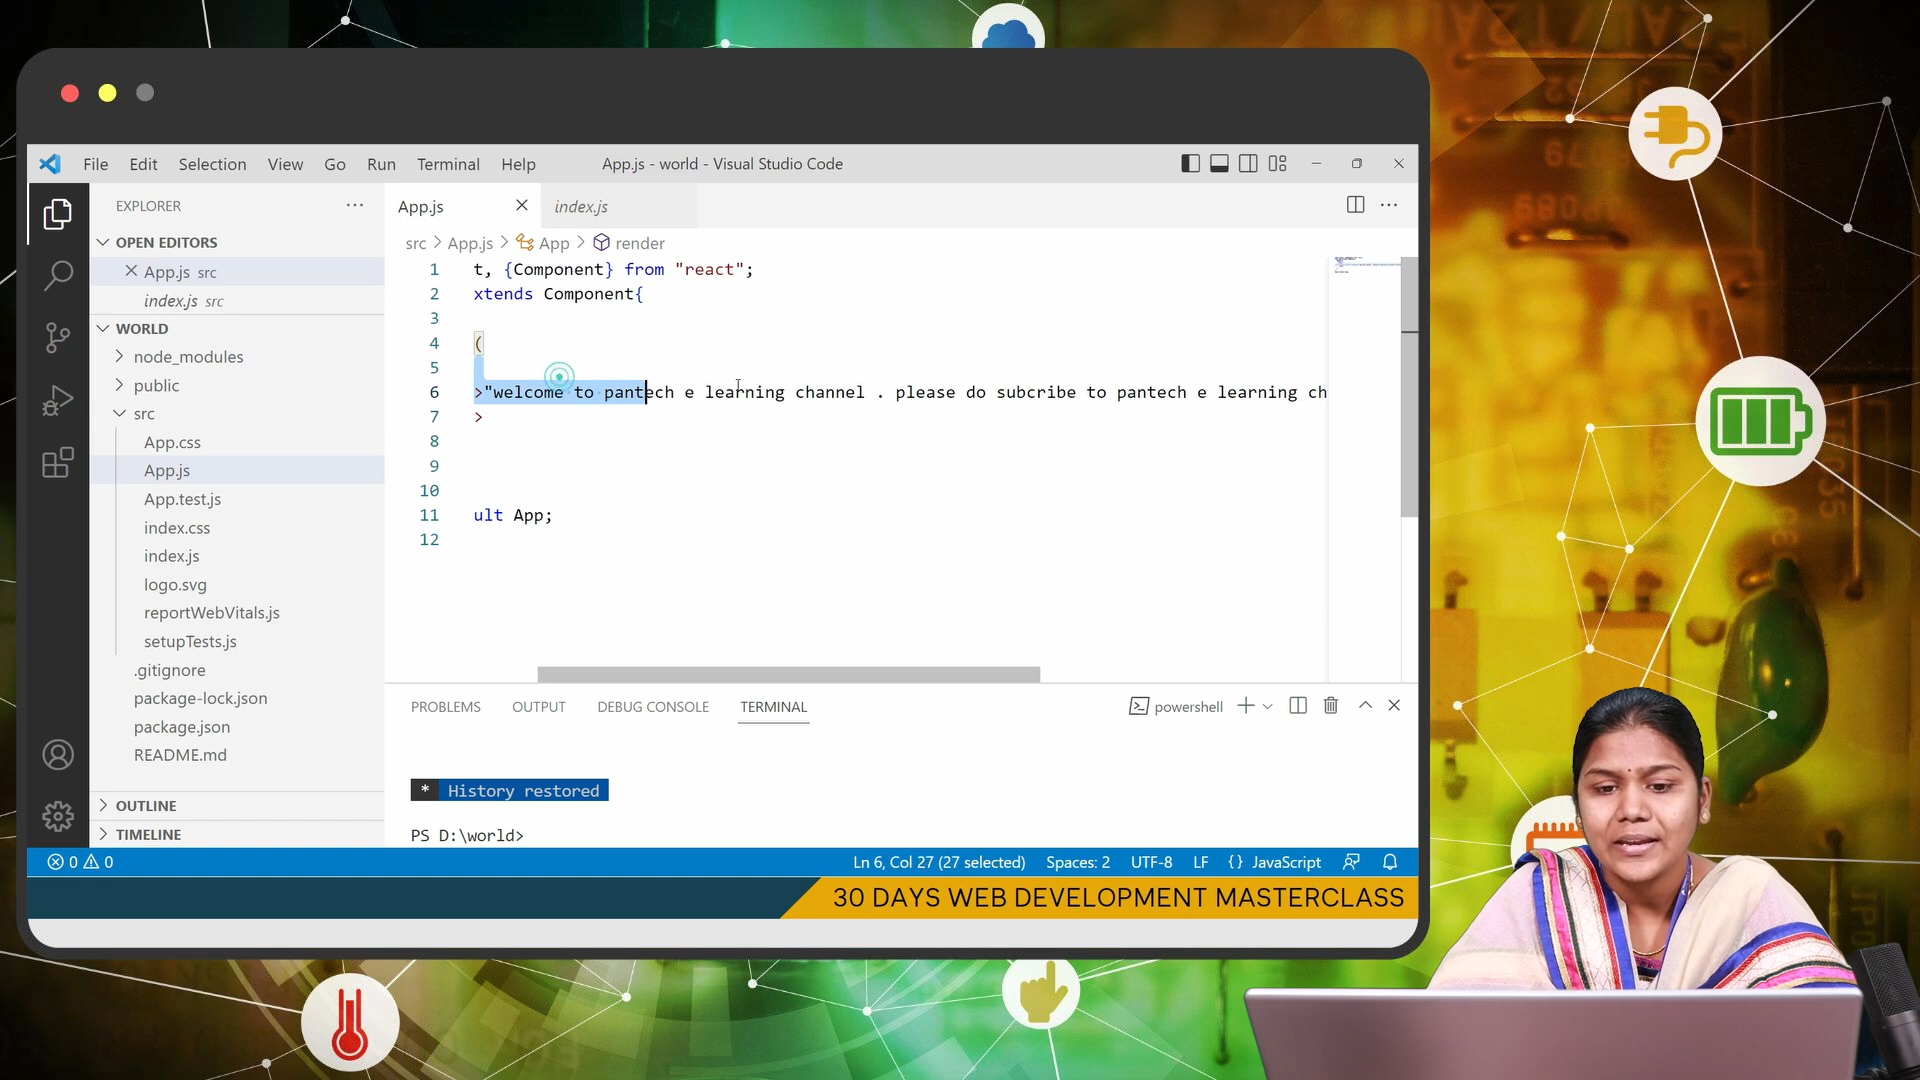 File Edit Selection View Go Run Terminal Help App.js - world - Visual Studio Code
EXPLORER
OPEN EDITORS
App.js src
index.js src
WORLD
node_modules
public
src
App.css
App.js
App.test.js
index.css
index.js
logo.svg
reportWebVitals.js
setupTests.js
.gitignore
package-lock.json
package.json
README.md
OUTLINE
TIMELINE
App.js index.js
src > App.js > App > render
1 t, {Component} from "react";
2 xtends Component{
3
4 (
5
6 >"welcome to pantech e learning channel . please do subcribe to pantech e learning ch
7 >
8
9
10
11 ult App;
12
PROBLEMS OUTPUT DEBUG CONSOLE TERMINAL powershell
* History restored
PS D:\world>
0 0 Ln 6, Col 27 (27 selected) Spaces: 2 UTF-8 LF {} JavaScript
30 DAYS WEB DEVELOPMENT MASTERCLASS